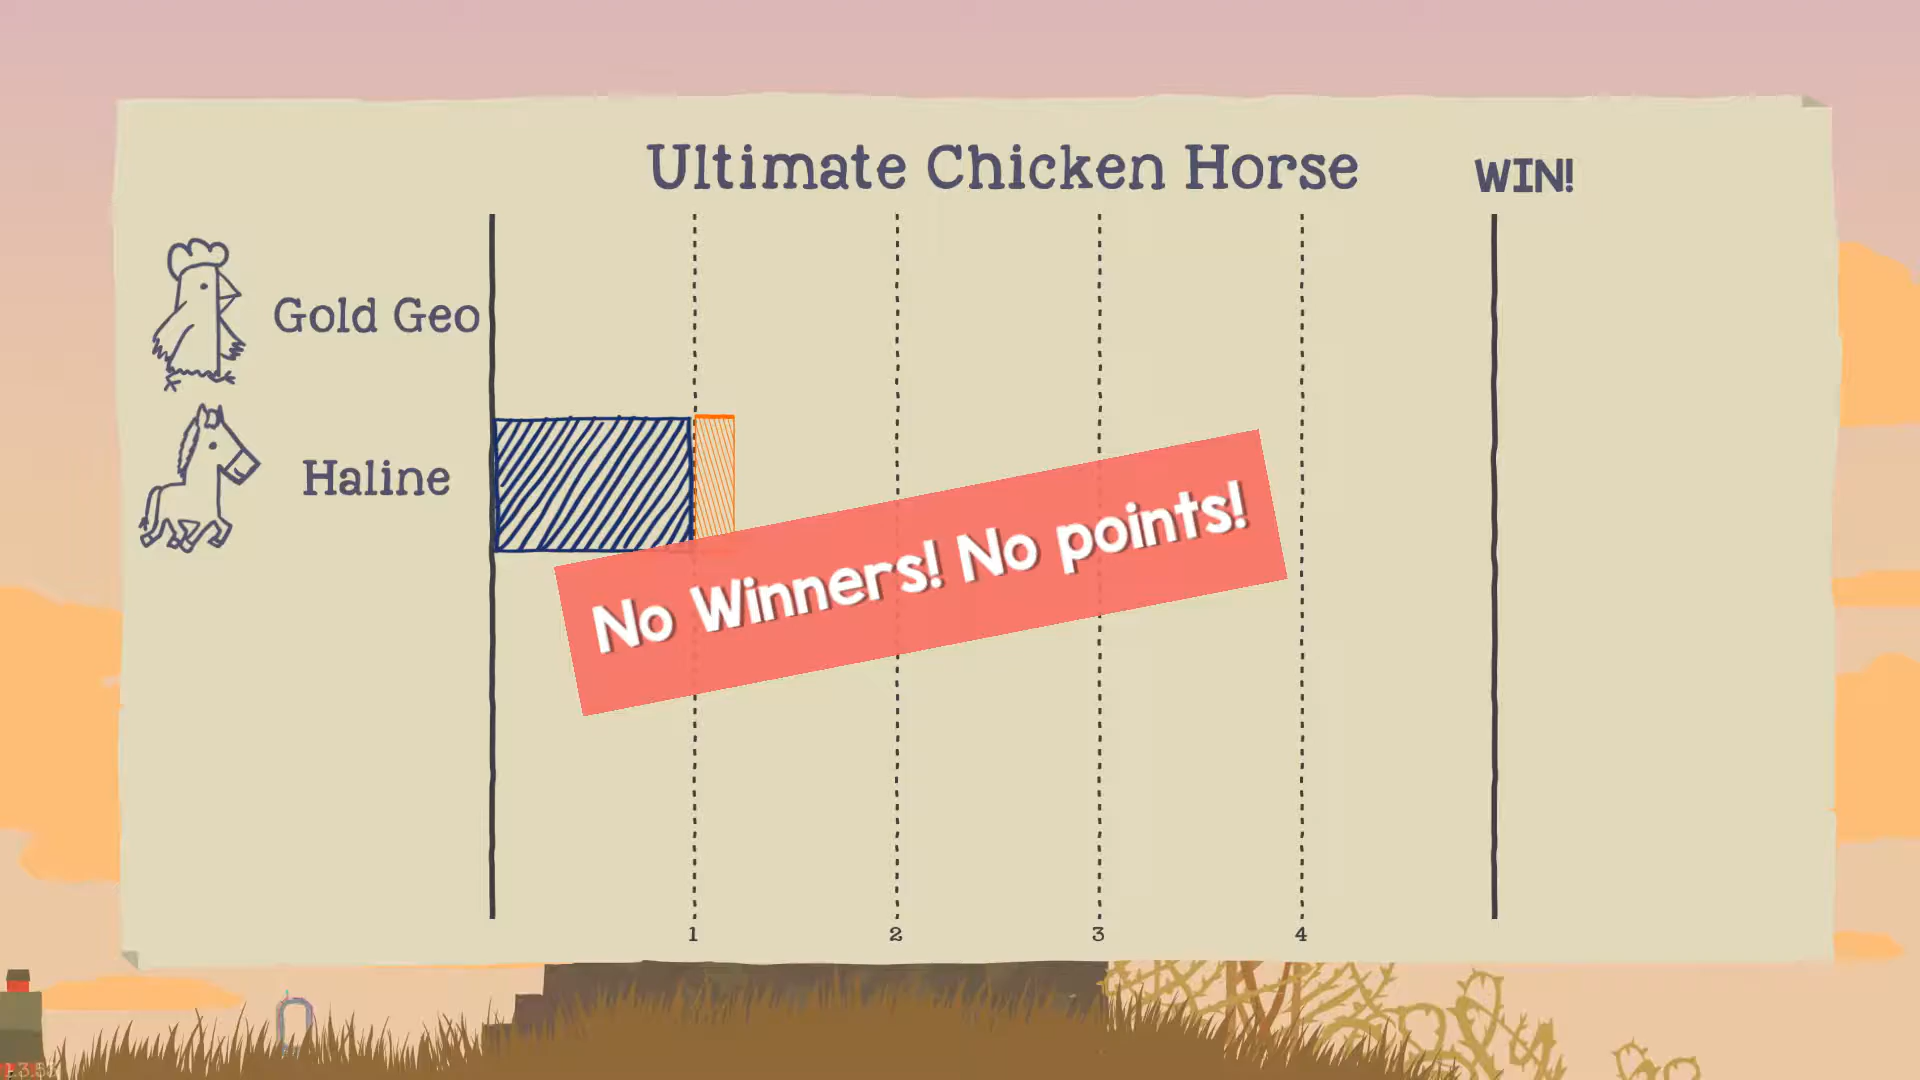 Ultimate Chicken Horse
WIN!
Gold Geo
Haline
No Winners! No points!
1 2 3 4